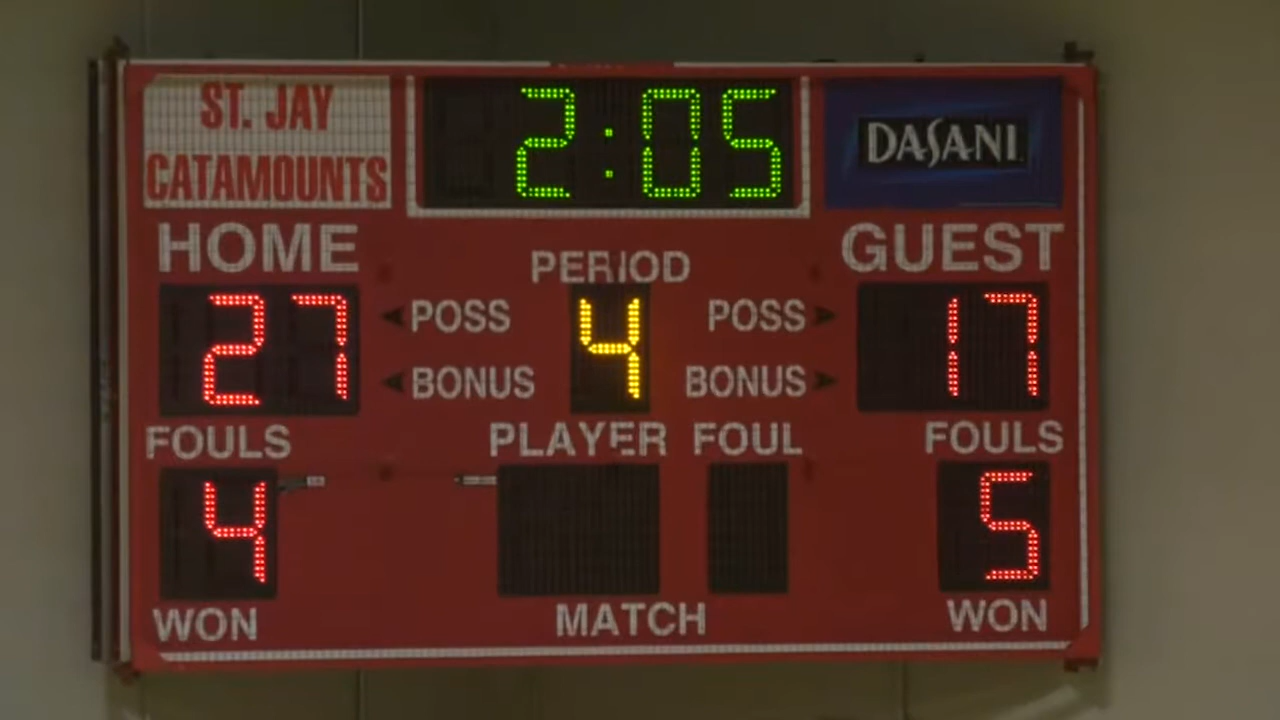 ST. JAY
CATAMOUNTS
2:05
DASANI
HOME
PERIOD
GUEST
27
POSS
4
POSS
17
BONUS
BONUS
FOULS
PLAYER
FOUL
FOULS
4
5
WON
MATCH
WON